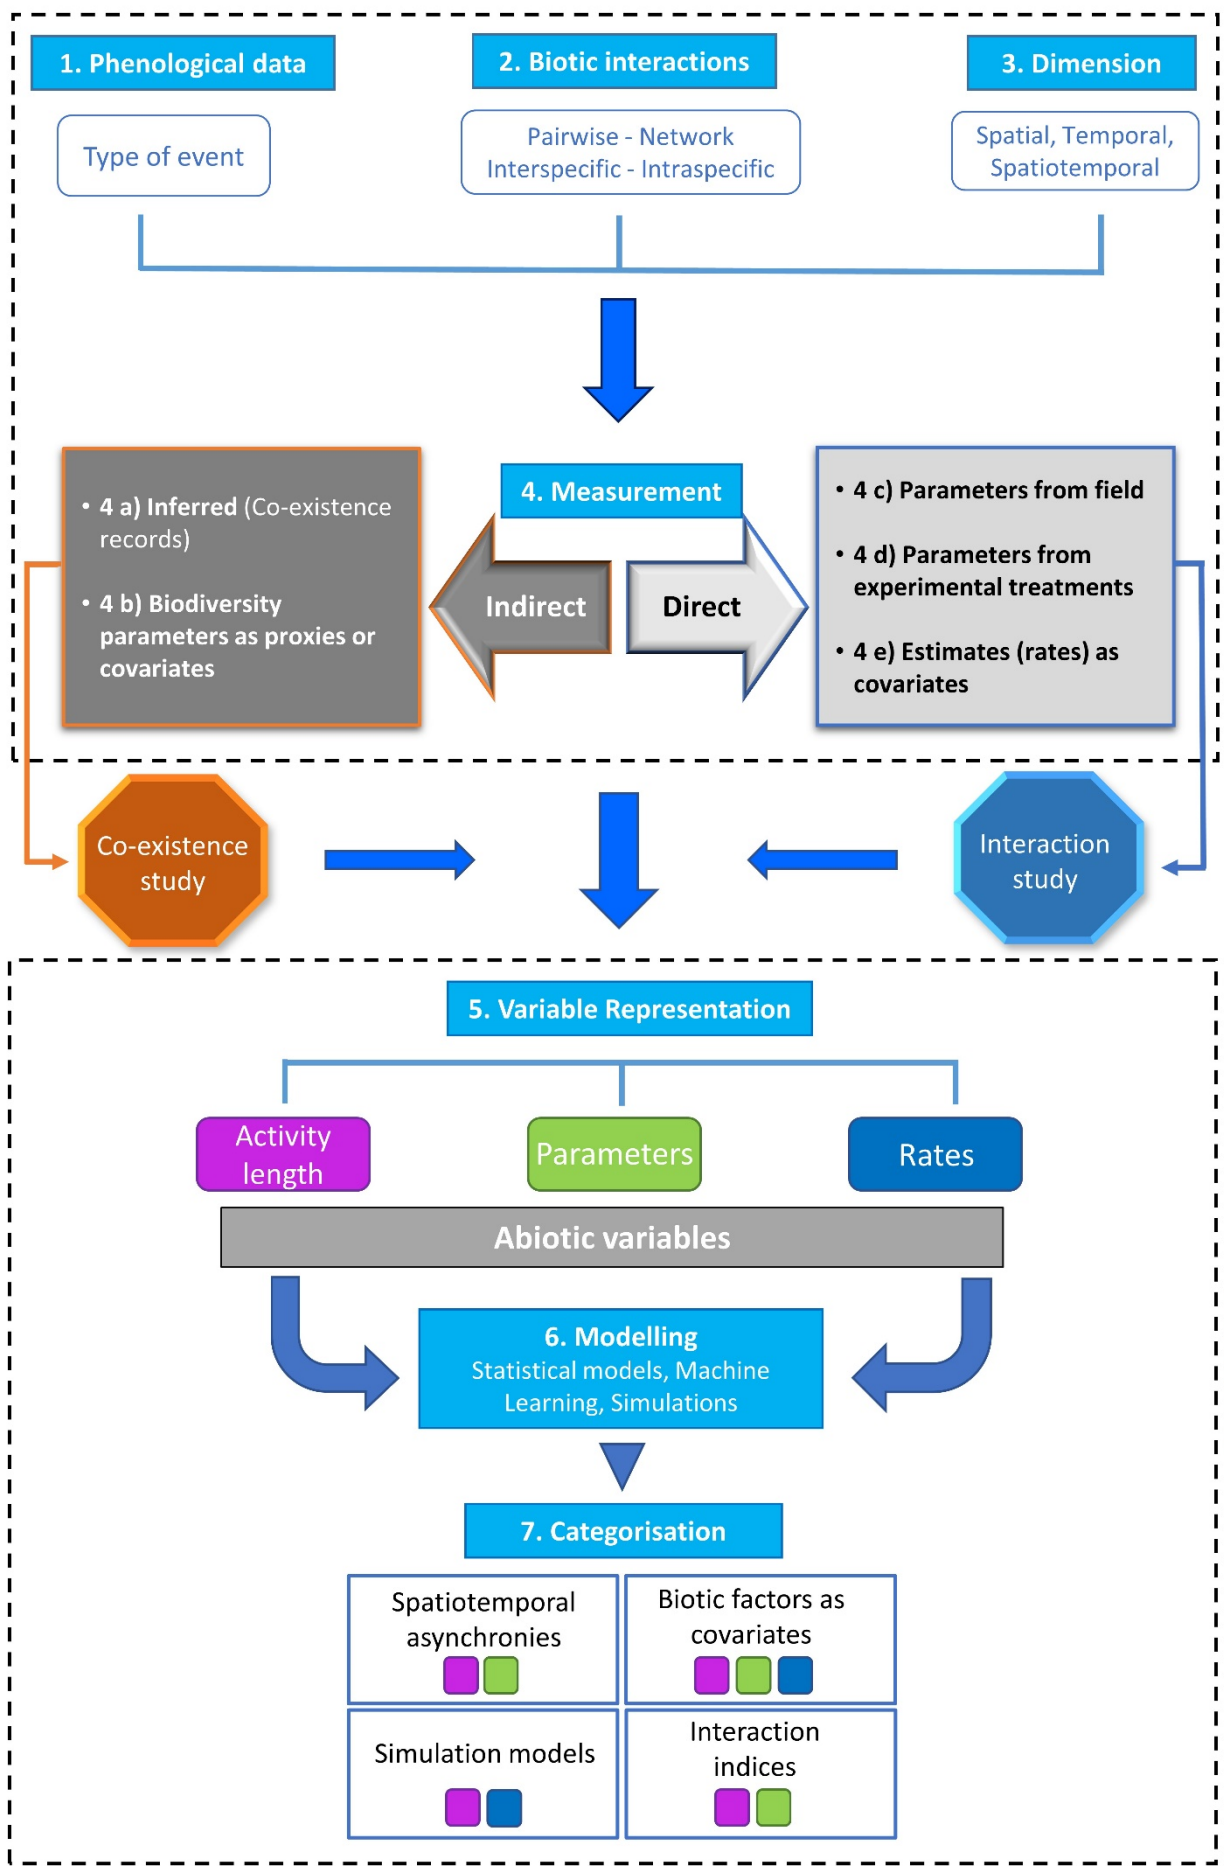 1. Phenological data
2. Biotic interactions
3. Dimension
Type of event
Pairwise - Network
Interspecific - Intraspecific
Spatial, Temporal,
Spatiotemporal
4. Measurement
• 4 a) Inferred (Co-existence
records)
• 4 b) Biodiversity
parameters as proxies or
covariates
Indirect
Direct
• 4 c) Parameters from field
• 4 d) Parameters from
experimental treatments
• 4 e) Estimates (rates) as
covariates
Co-existence
study
Interaction
study
5. Variable Representation
Activity
length
Parameters
Rates
Abiotic variables
6. Modelling
Statistical models, Machine
Learning, Simulations
7. Categorisation
Spatiotemporal
asynchronies
Biotic factors as
covariates
Simulation models
Interaction
indices